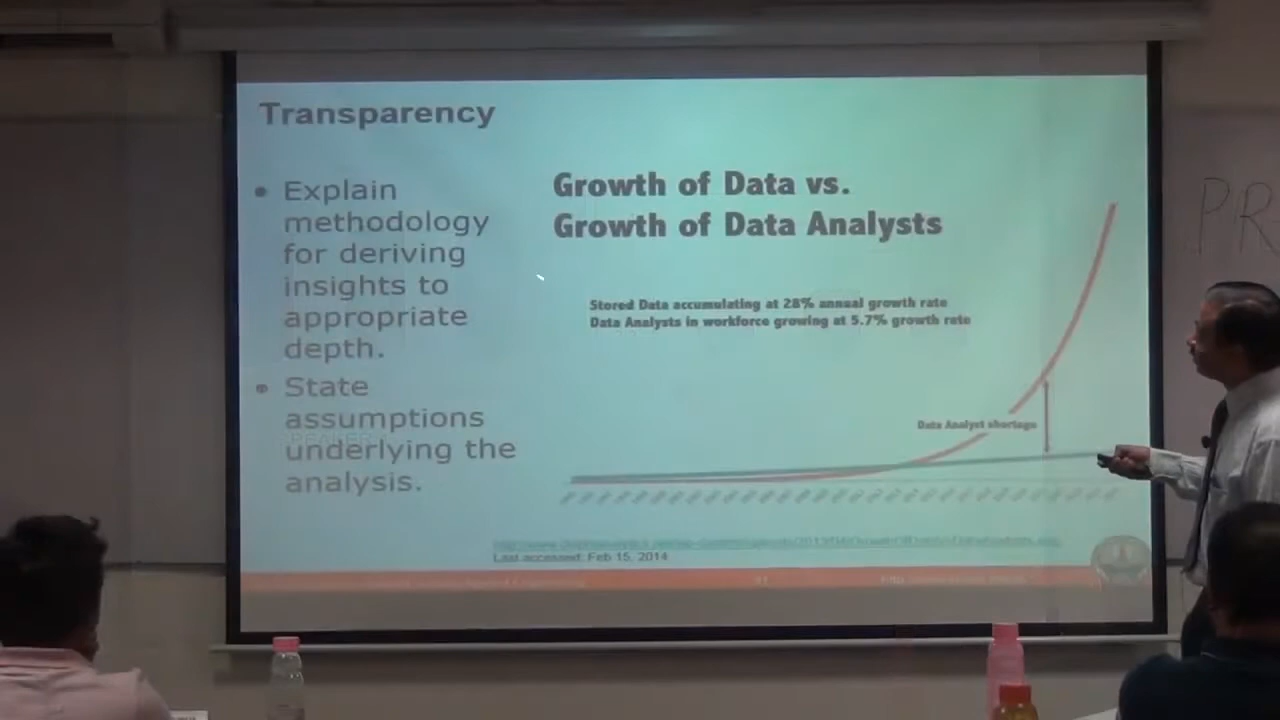 Transparency
• Explain
methodology
for deriving
insights to
appropriate
depth.
• State
assumptions
underlying the
analysis.
Growth of Data vs.
Growth of Data Analysts
Stored Data accumulating at 28% annual growth rate
Data Analysts in workforce growing at 5.7% growth rate
Data Analyst shortage
Last accessed: Feb 15, 2014
PR